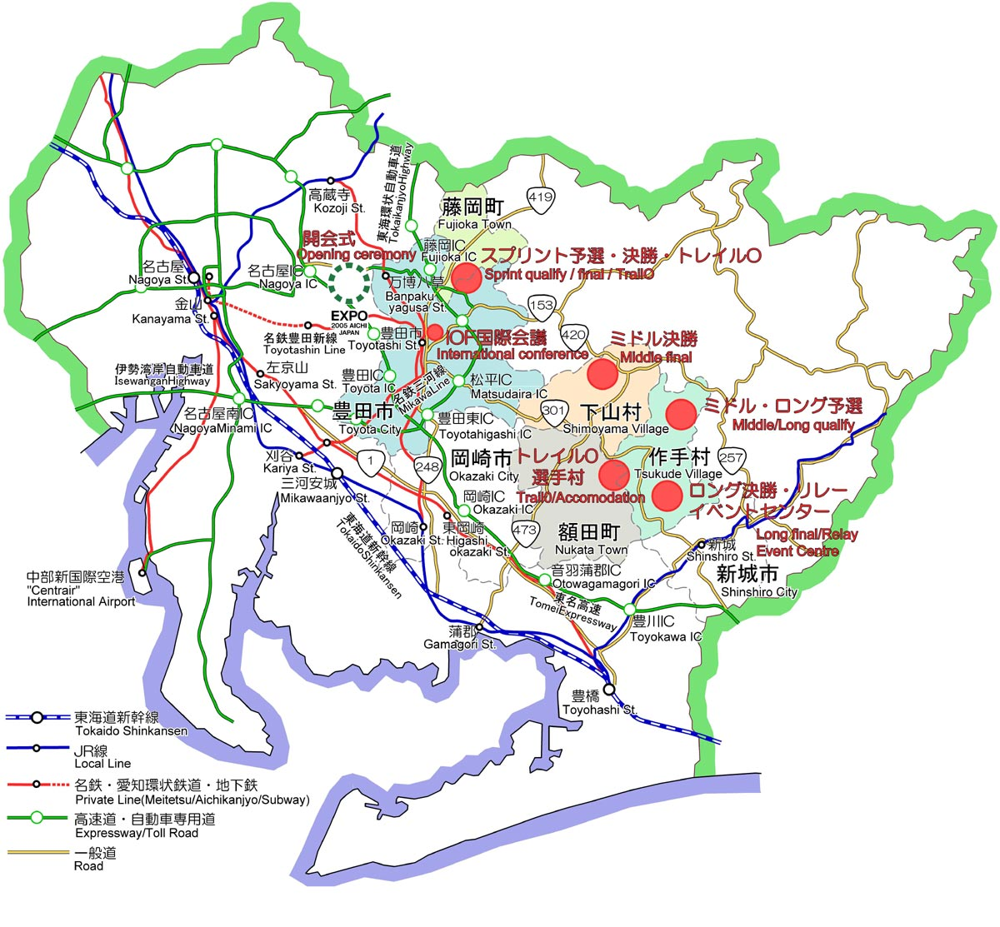 419
藤岡町
Fujioka Town
東海環状自動車道
TokaikanjyoHighway
高蔵寺
Kozoji St.
開会式
Opening ceremony
藤岡IC
Fujioka IC
スプリント予選・決勝・トレイルO
Sprint qualify / final / TrailO
名古屋
Nagoya St.
名古屋IC
Nagoya IC
万博八草
Banpaku
yagusa St.
金山
Kanayama St.
EXPO
2005 AICHI
JAPAN
153
420
名鉄豊田新線
Toyotashin Line
豊田市
Toyotashi St.
IOF国際会議
International conference
ミドル決勝
Middle final
伊勢湾岸自動車道
IsewanganHighway
左京山
Sakyoyama St.
豊田IC
Toyota IC
名鉄三河線
MikawaLine
松平IC
Matsudaira IC
名古屋南IC
NagoyaMinami IC
豊田市
Toyota City
豊田東IC
Toyotahigashi IC
301
下山村
Shimoyama Village
ミドル・ロング予選
Middle/Long qualify
刈谷
Kariya St.
1
248
岡崎市
Okazaki City
トレイルO
選手村
TrailO/Accomodation
作手村
Tsukude Village
257
三河安城
Mikawaanjyo St.
岡崎IC
Okazaki IC
ロング決勝・リレー
イベントセンター
Long final/Relay
Event Centre
東海道新幹線
TokaidoShinkansen
岡崎
Okazaki St.
東岡崎
Higashi
okazaki St.
473
額田町
Nukata Town
新城
Shinshiro St.
新城市
Shinshiro City
中部新国際空港
"Centrair"
International Airport
音羽蒲郡IC
Otowagamagori IC
東名高速
TomeiExpressway
豊川IC
Toyokawa IC
蒲郡
Gamagori St.
豊橋
Toyohashi St.
東海道新幹線
Tokaido Shinkansen
JR線
Local Line
名鉄・愛知環状鉄道・地下鉄
Private Line(Meitetsu/Aichikanjyo/Subway)
高速道・自動車専用道
Expressway/Toll Road
一般道
Road